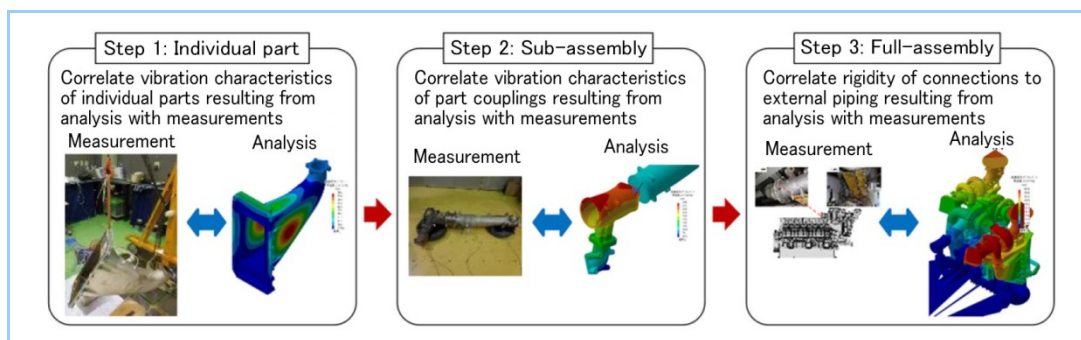 Step 1: Individual part
Correlate vibration characteristics
of individual parts resulting from
analysis with measurements
Measurement
Analysis
Step 2: Sub-assembly
Correlate vibration characteristics
of part couplings resulting from
analysis with measurements
Measurement
Analysis
Step 3: Full-assembly
Correlate rigidity of connections to
external piping resulting from
analysis with measurements
Measurement
Analysis